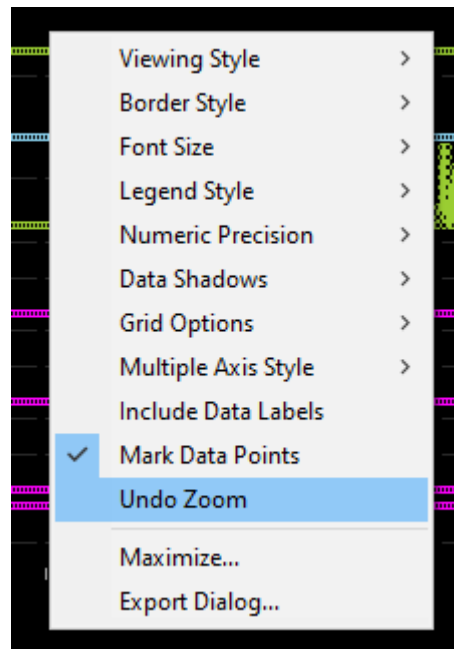 Viewing Style
Border Style
Font Size
Legend Style
Numeric Precision
Data Shadows
Grid Options
Multiple Axis Style
Include Data Labels
Mark Data Points
Undo Zoom
Maximize...
Export Dialog...